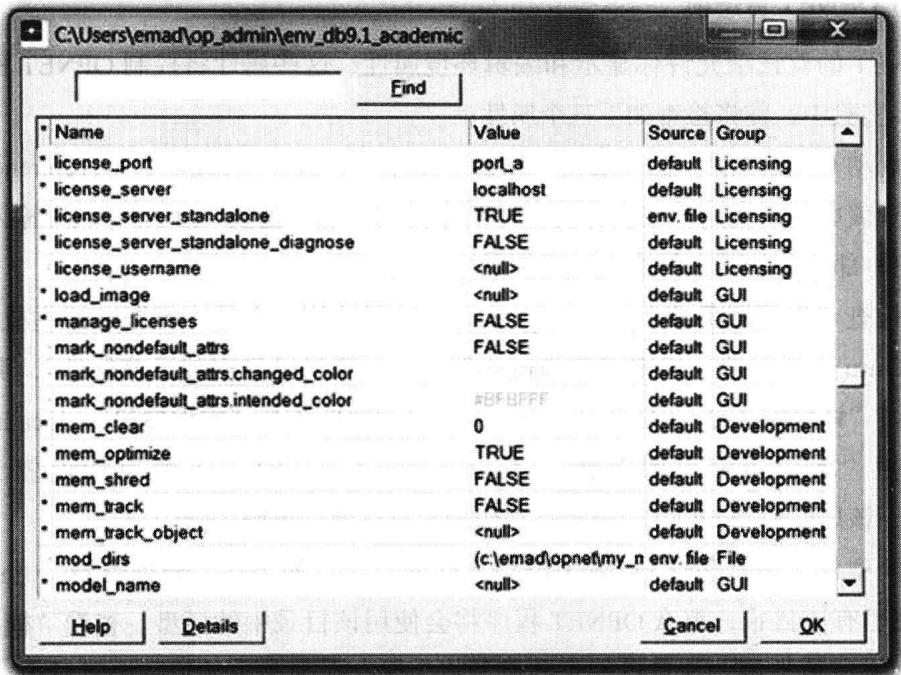 C:\Users\emad\op_admin\env_db9.1_academic
Find
* Name Value Source Group
* license_port port_a default Licensing
* license_server localhost default Licensing
* license_server_standalone TRUE env. file Licensing
* license_server_standalone_diagnose FALSE default Licensing
license_username <null> default Licensing
* load_image <null> default GUI
* manage_licenses FALSE default GUI
mark_nondefault_attrs FALSE default GUI
mark_nondefault_attrs.changed_color default GUI
mark_nondefault_attrs.intended_color #BFBFFF default GUI
* mem_clear 0 default Development
* mem_optimize TRUE default Development
* mem_shred FALSE default Development
* mem_track FALSE default Development
* mem_track_object <null> default Development
mod_dirs (c:\emad\opnet\my_n env. file File
* model_name <null> default GUI
Help Details Cancel OK